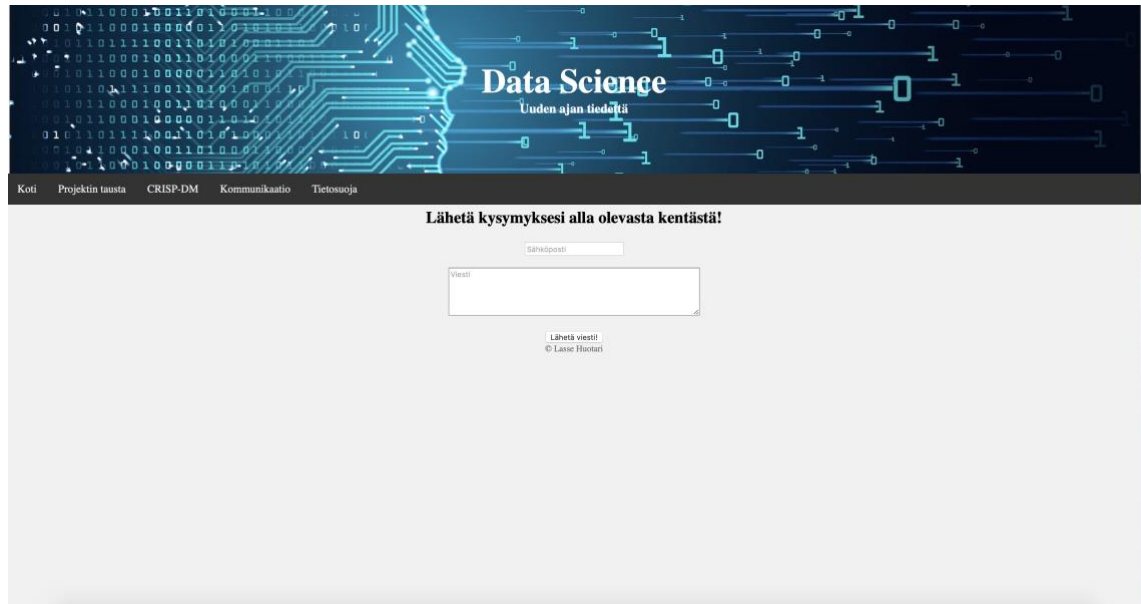 Data Science
Uuden ajan tiedettä
Koti Projektin tausta CRISP-DM Kommunikaatio Tietosuoja
Lähetä kysymyksesi alla olevasta kentästä!
Sähköposti
Viesti
Lähetä viesti!
© Lasse Huotari